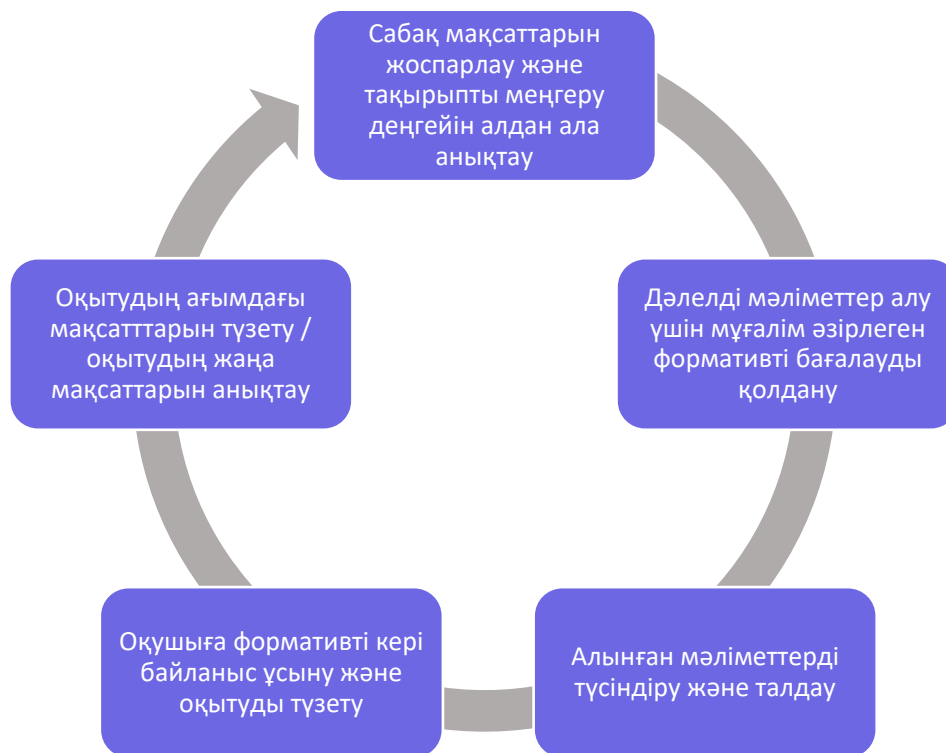 Сабақ мақсаттарын
жоспарлау және
тақырыпты меңгеру
деңгейін алдан ала
анықтау
Дәлелді мәліметтер алу
үшін мұғалім әзірлеген
формативті бағалауды
қолдану
Алынған мәліметтерді
түсіндіру және талдау
Оқушыға формативті кері
байланыс ұсыну және
оқытуды түзету
Оқытудың ағымдағы
мақсатттарын түзету /
оқытудың жаңа
мақсаттарын анықтау